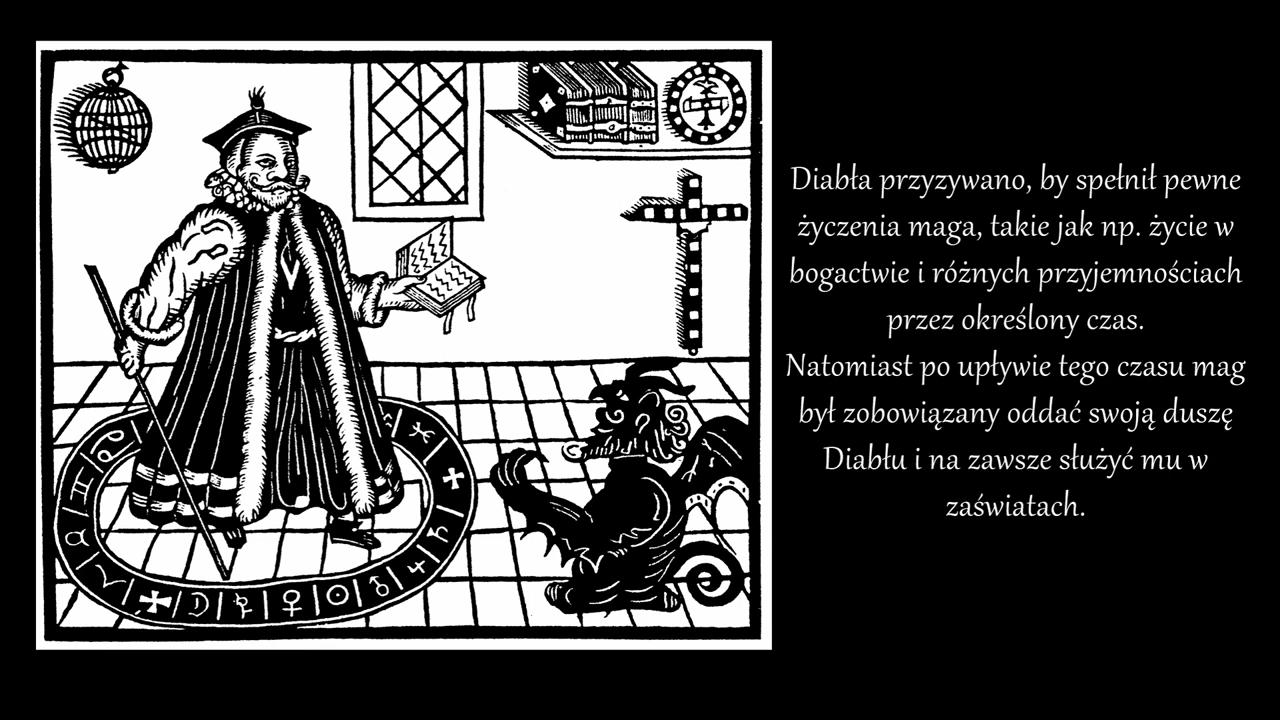 Diabła przyzywano, by spełnił pewne
życzenia maga, takie jak np. życie w
bogactwie i różnych przyjemnościach
przez określony czas.
Natomiast po upływie tego czasu mag
był zobowiązany oddać swoją duszę
Diabłu i na zawsze służyć mu w
zaświatach.